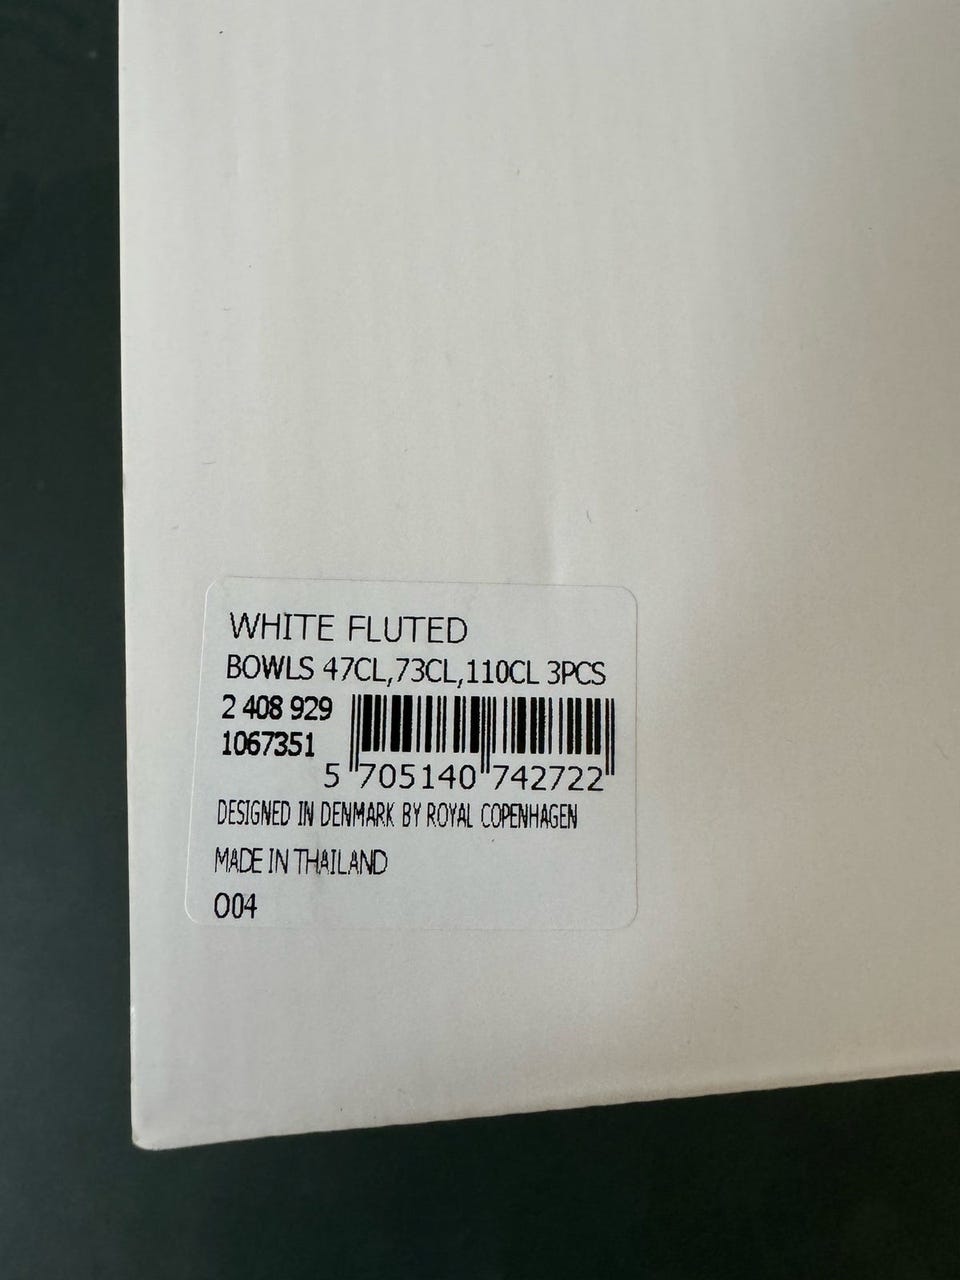 WHITE FLUTED
BOWLS 47CL,73CL,110CL 3PCS
2 408 929
1067351
5 705140 742722
DESIGNED IN DENMARK BY ROYAL COPENHAGEN
MADE IN THAILAND
004